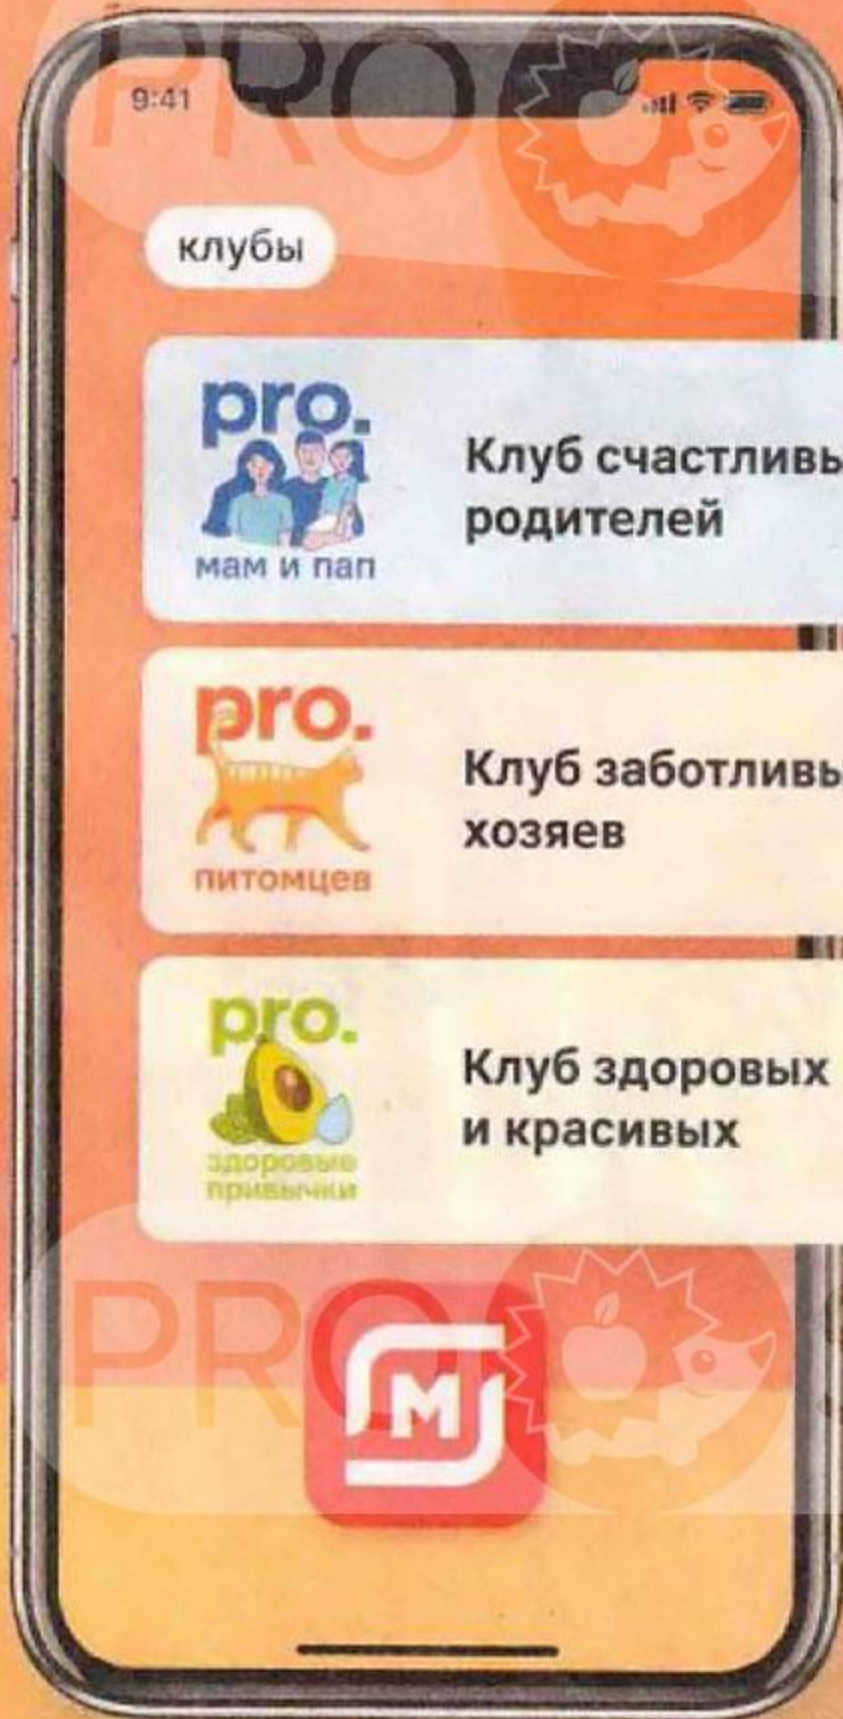 9:41
клубы
pro.
мам и пап
Клуб счастливы
родителей
pro.
питомцев
Клуб заботливы
хозяев
pro.
здоровые
привычки
Клуб здоровых
и красивых
М
PRO
PRO